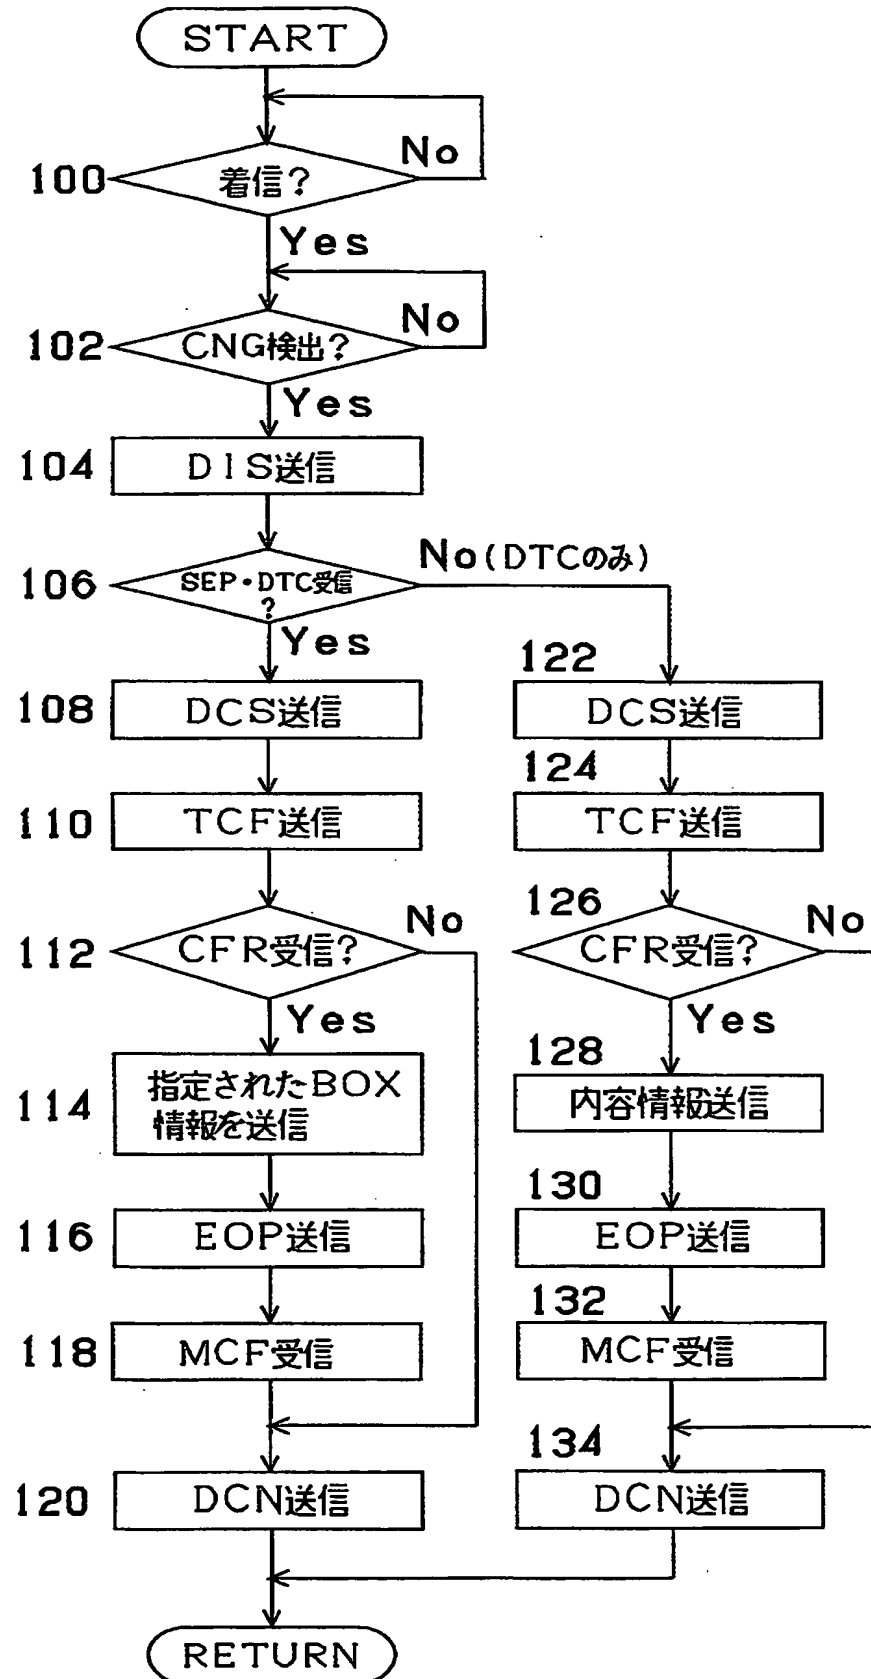 START
No
100
着信?
Yes
No
102
CNG検出?
Yes
104
DIS送信
No(DTCのみ)
106
SEP・DTC受信
?
Yes
108
DCS送信
110
TCF送信
No
112
CFR受信?
Yes
114
指定されたBOX
情報を送信
116
EOP送信
118
MCF受信
120
DCN送信
122
DCS送信
124
TCF送信
126
No
CFR受信?
Yes
128
内容情報送信
130
EOP送信
132
MCF受信
134
DCN送信
RETURN